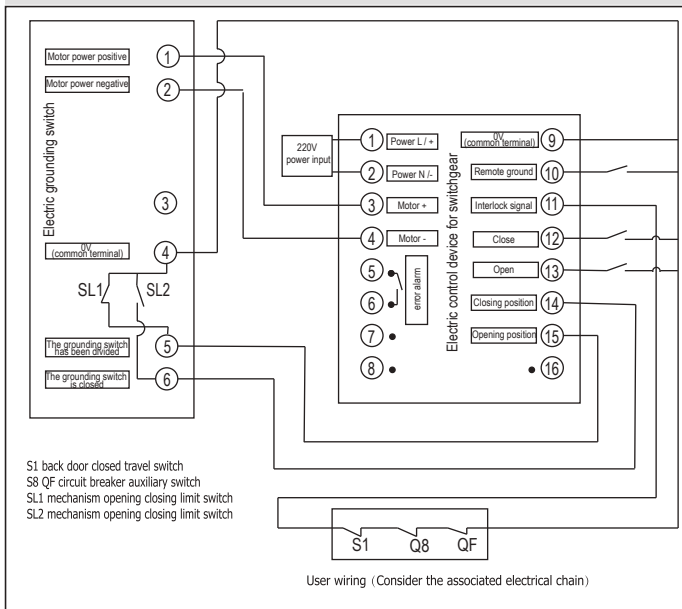 Electric grounding switch
Motor power positive
1
Motor power negative
2
3
0V
(common terminal)
4
SL1
SL2
The grounding switch
has been divided
5
The grounding switch
is closed
6
220V
power input
Electric control device for switchgear
1
Power L / +
2
Power N /-
3
Motor +
4
Motor -
5
6
error alarm
7
8
0V
(common terminal)
9
Remote ground
10
Interlock signal
11
Close
12
Open
13
Closing position
14
Opening position
15
16
S1 back door closed travel switch
S8 QF circuit breaker auxiliary switch
SL1 mechanism opening closing limit switch
SL2 mechanism opening closing limit switch
S1
Q8
QF
User wiring (Consider the associated electrical chain)